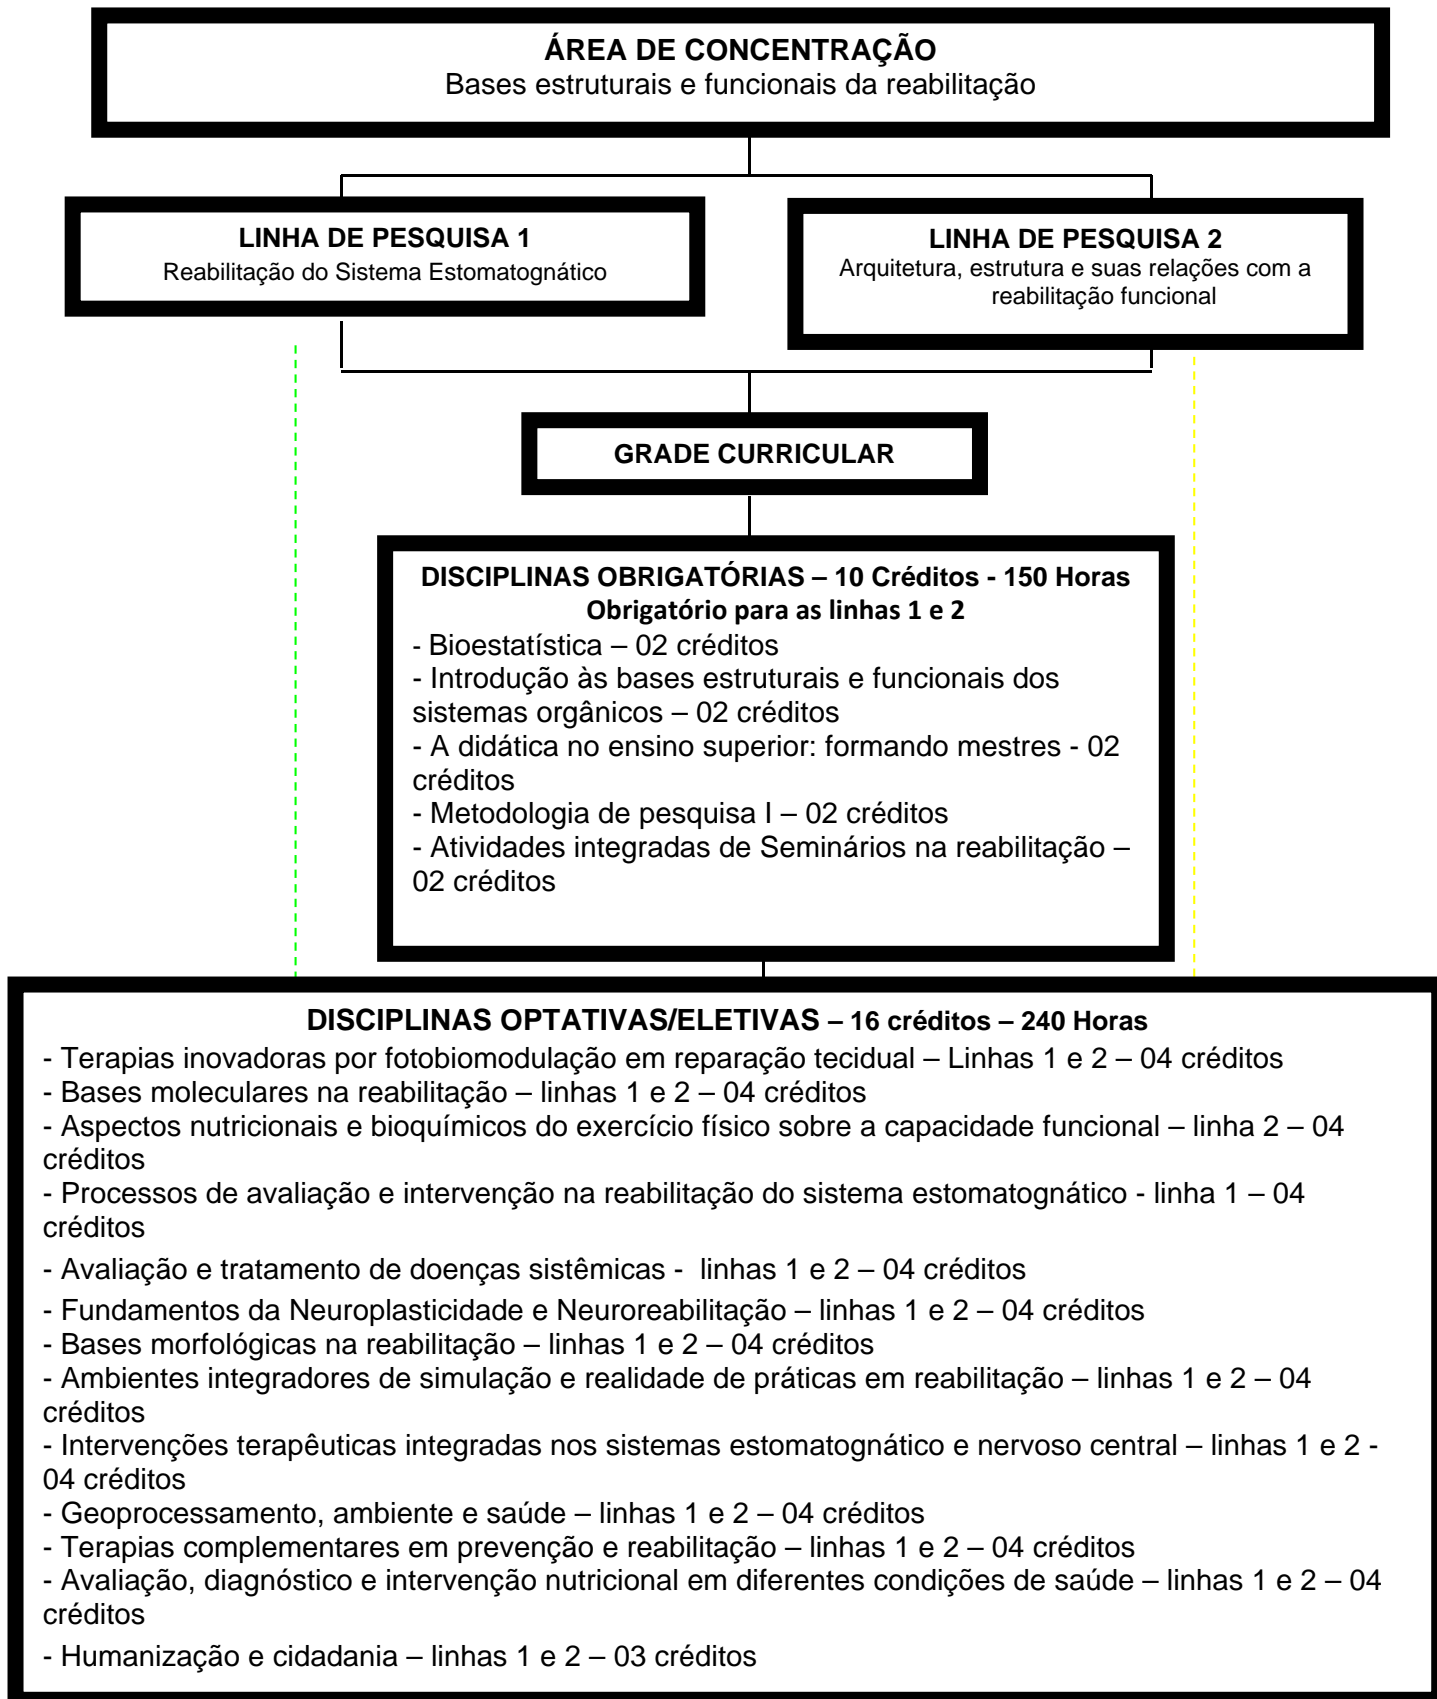 ÁREA DE CONCENTRAÇÃO
Bases estruturais e funcionais da reabilitação
LINHA DE PESQUISA 1
Reabilitação do Sistema Estomatognático
LINHA DE PESQUISA 2
Arquitetura, estrutura e suas relações com a
reabilitação funcional
GRADE CURRICULAR
DISCIPLINAS OBRIGATÓRIAS – 10 Créditos - 150 Horas
Obrigatório para as linhas 1 e 2
- Bioestatística – 02 créditos
- Introdução às bases estruturais e funcionais dos
sistemas orgânicos – 02 créditos
- A didática no ensino superior: formando mestres - 02
créditos
- Metodologia de pesquisa I – 02 créditos
- Atividades integradas de Seminários na reabilitação –
02 créditos
DISCIPLINAS OPTATIVAS/ELETIVAS – 16 créditos – 240 Horas
- Terapias inovadoras por fotobiomodulação em reparação tecidual – Linhas 1 e 2 – 04 créditos
- Bases moleculares na reabilitação – linhas 1 e 2 – 04 créditos
- Aspectos nutricionais e bioquímicos do exercício físico sobre a capacidade funcional – linha 2 – 04
créditos
- Processos de avaliação e intervenção na reabilitação do sistema estomatognático - linha 1 – 04
créditos
- Avaliação e tratamento de doenças sistêmicas -  linhas 1 e 2 – 04 créditos
- Fundamentos da Neuroplasticidade e Neuroreabilitação – linhas 1 e 2 – 04 créditos
- Bases morfológicas na reabilitação – linhas 1 e 2 – 04 créditos
- Ambientes integradores de simulação e realidade de práticas em reabilitação – linhas 1 e 2 – 04
créditos
- Intervenções terapêuticas integradas nos sistemas estomatognático e nervoso central – linhas 1 e 2 -
04 créditos
- Geoprocessamento, ambiente e saúde – linhas 1 e 2 – 04 créditos
- Terapias complementares em prevenção e reabilitação – linhas 1 e 2 – 04 créditos
- Avaliação, diagnóstico e intervenção nutricional em diferentes condições de saúde – linhas 1 e 2 – 04
créditos
- Humanização e cidadania – linhas 1 e 2 – 03 créditos